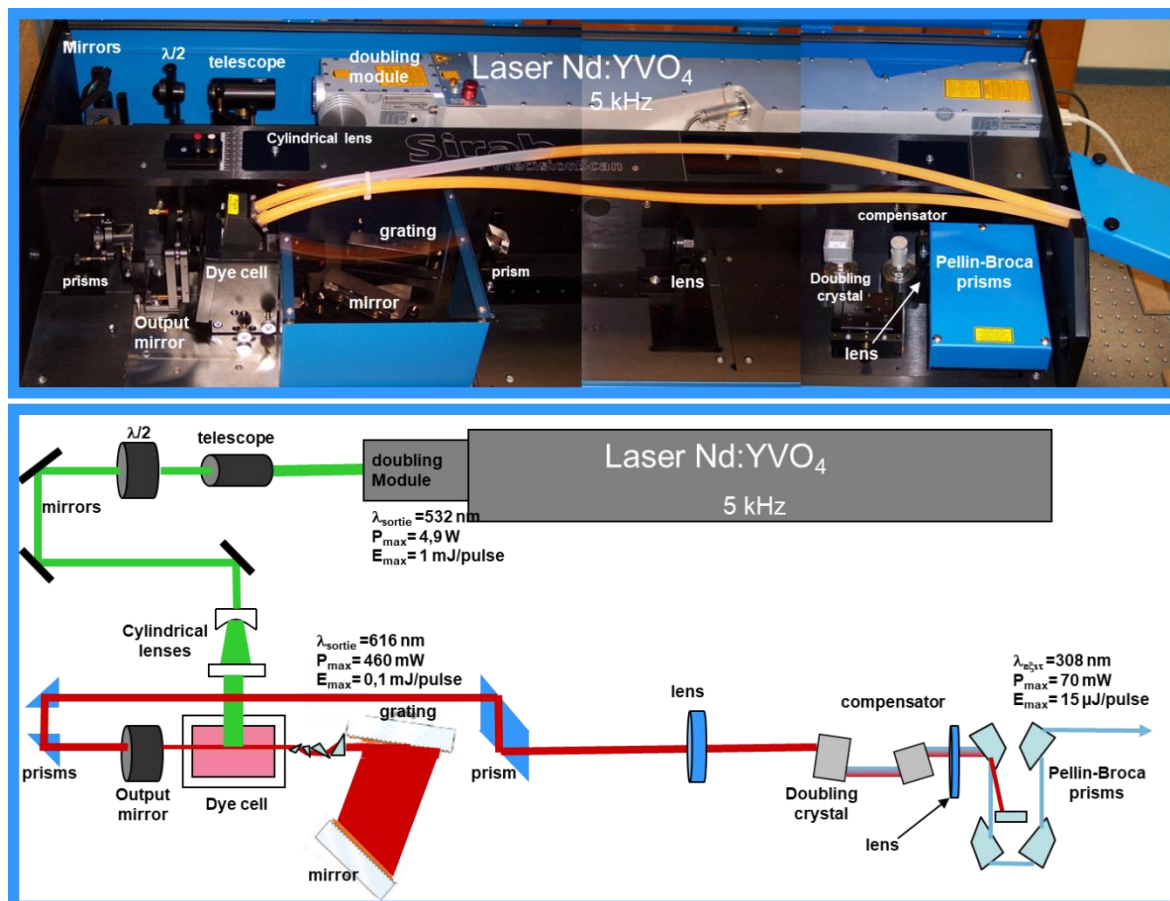 Mirrors
λ/2
telescope
doubling
module
Laser Nd:YVO4
5 kHz
Cylindrical lens
Sirah
PrecisionScan
grating
compensator
prisms
Dye cell
prism
lens
Doubling
crystal
Pellin-Broca
prisms
mirror
Output
mirror
lens
λ/2
telescope
doubling
Module
Laser Nd:YVO4
5 kHz
mirrors
λsortie =532 nm
Pmax= 4,9 W
Emax= 1 mJ/pulse
Cylindrical
lenses
λsortie =616 nm
Pmax= 460 mW
Emax= 0,1 mJ/pulse
grating
λεξιτ =308 nm
Pmax= 70 mW
Emax= 15 µJ/pulse
lens
compensator
prisms
Output
mirror
Dye cell
prism
Doubling
crystal
Pellin-Broca
prisms
lens
mirror